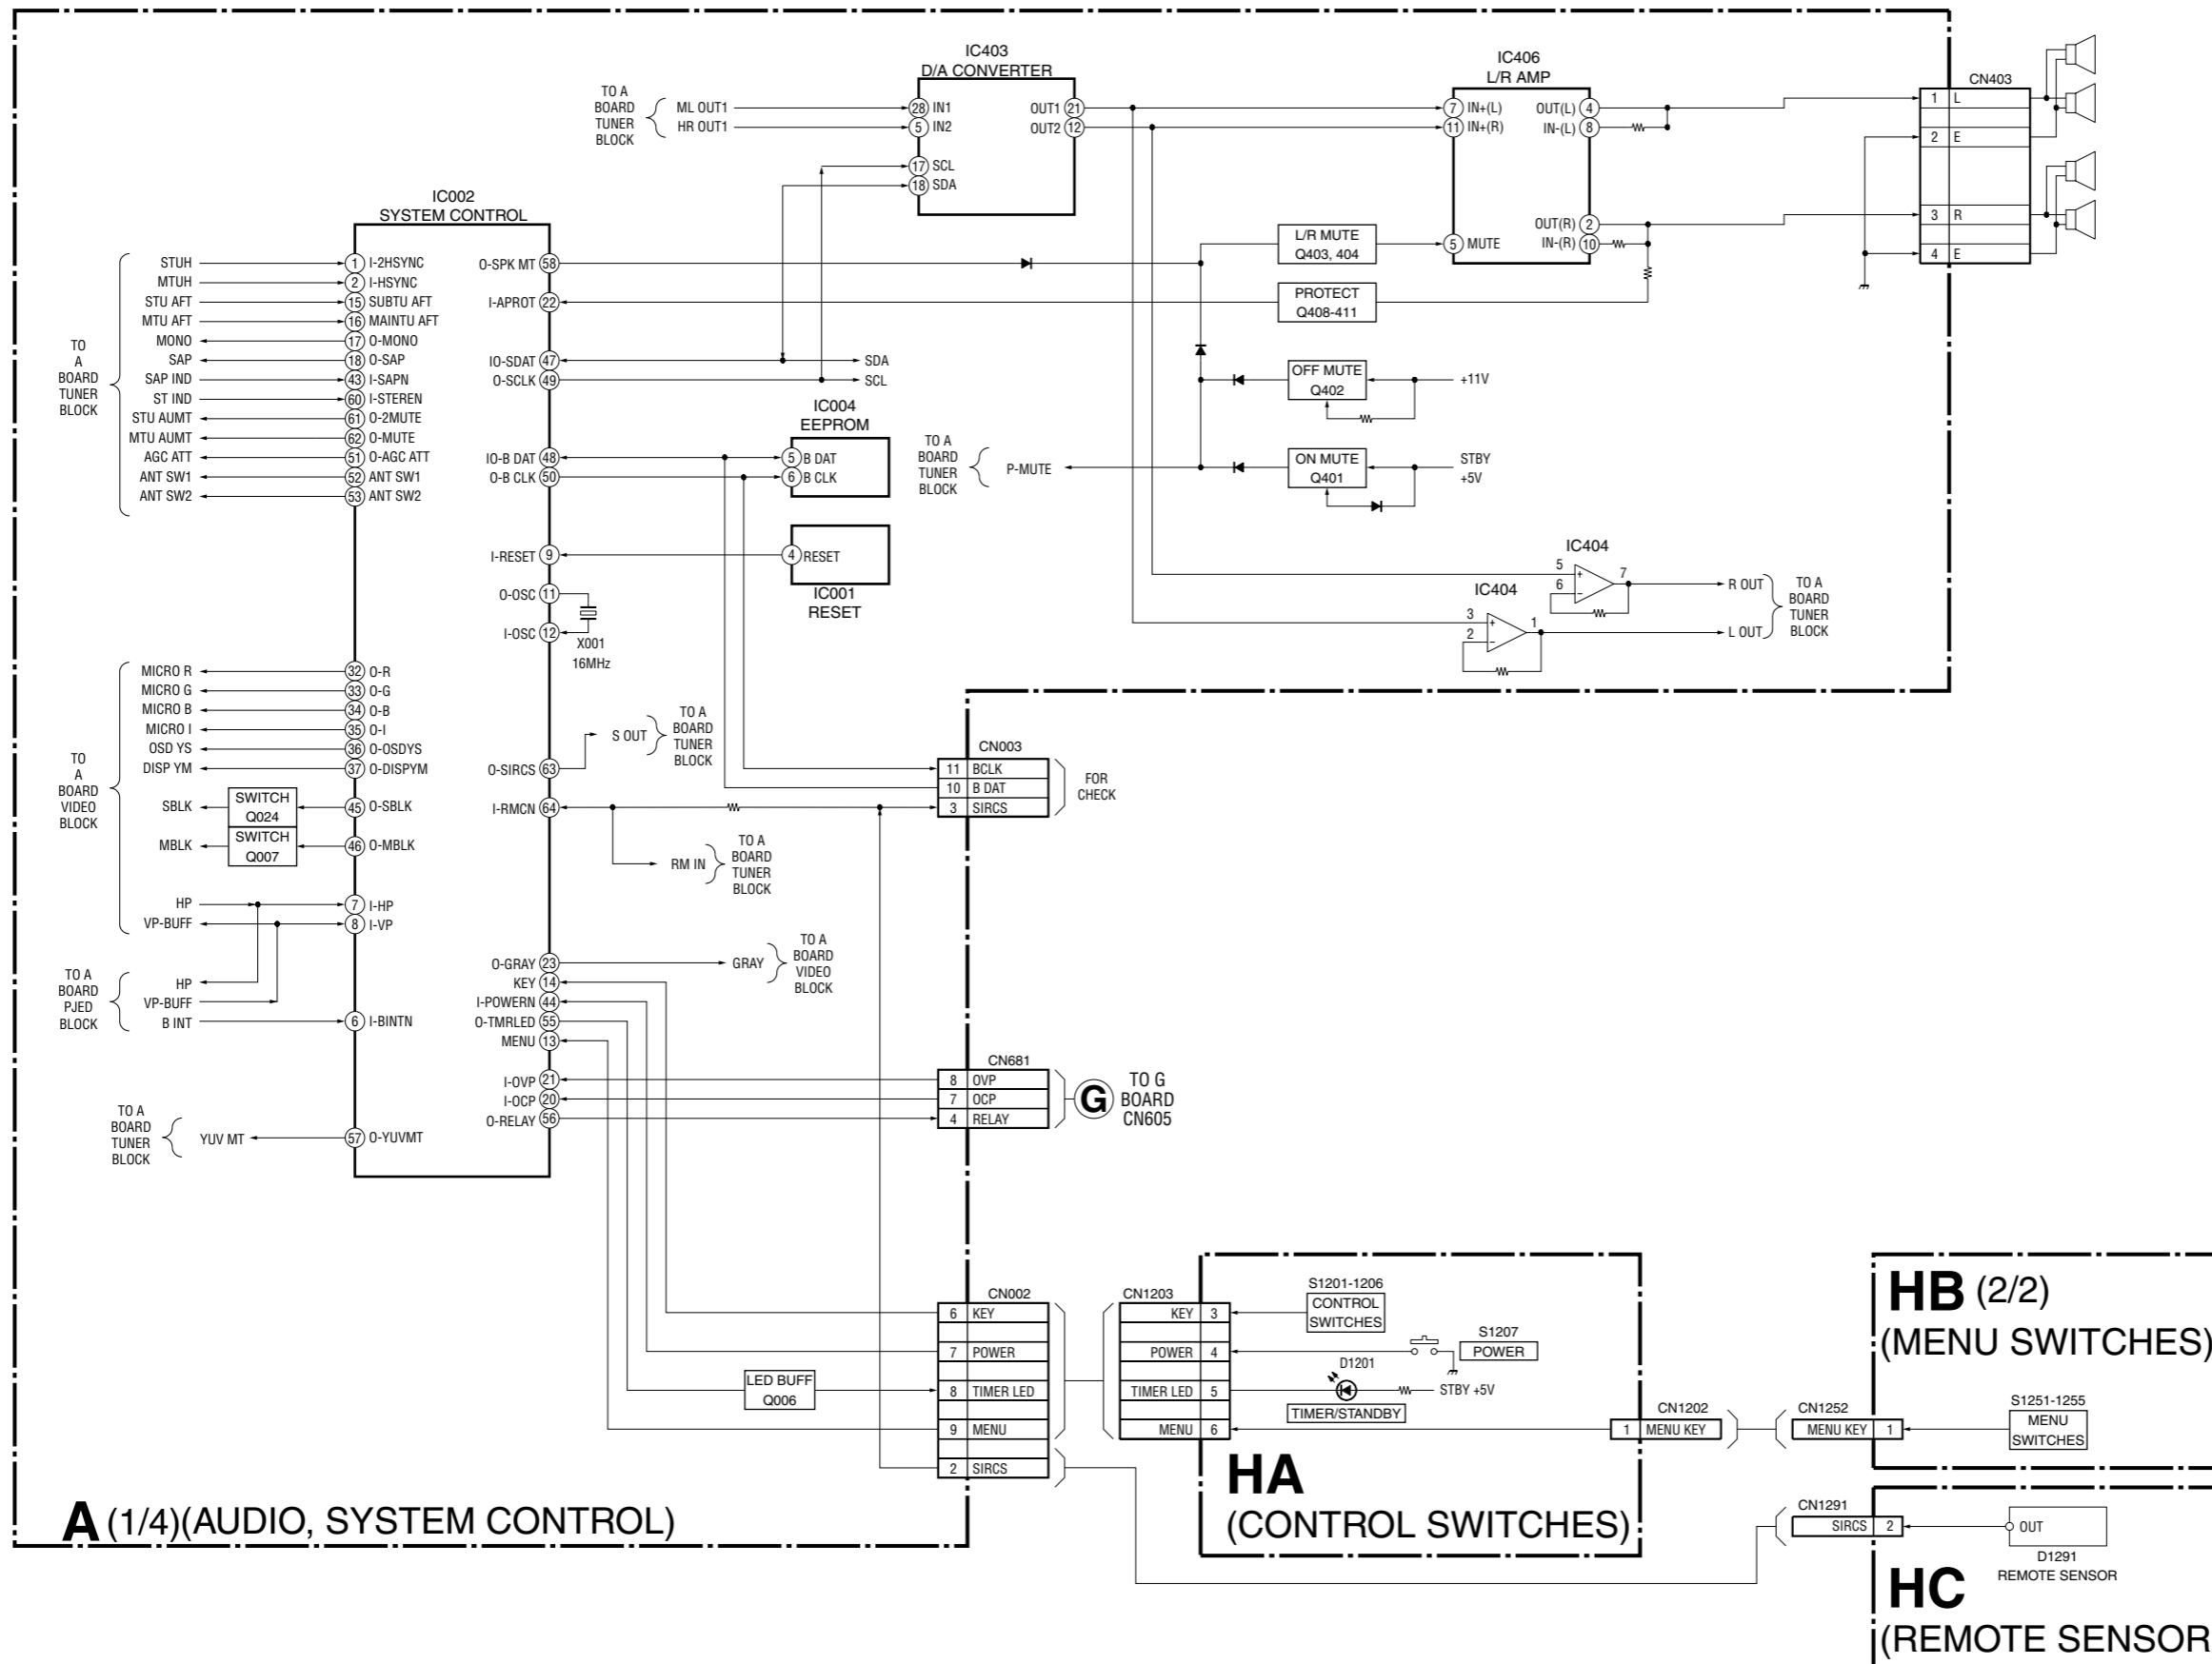 IC403
D/A CONVERTER
IC406
L/R AMP
CN403
TO A
BOARD
TUNER
BLOCK
ML OUT1
HR OUT1
28 IN1
5 IN2
17 SCL
18 SDA
OUT1 21
OUT2 12
7 IN+(L)
11 IN+(R)
OUT(L) 4
IN-(L) 8
OUT(R) 2
IN-(R) 10
5 MUTE
1 L
2 E
3 R
4 E
IC002
SYSTEM CONTROL
TO
A
BOARD
TUNER
BLOCK
STUH
MTUH
STU AFT
MTU AFT
MONO
SAP
SAP IND
ST IND
STU AUMT
MTU AUMT
AGC ATT
ANT SW1
ANT SW2
1 I-2HSYNC
2 I-HSYNC
15 SUBTU AFT
16 MAINTU AFT
17 O-MONO
18 O-SAP
43 I-SAPN
60 I-STEREN
61 O-2MUTE
62 O-MUTE
51 O-AGC ATT
52 ANT SW1
53 ANT SW2
O-SPK MT 58
I-APROT 22
IO-SDAT 47
O-SCLK 49
SDA
SCL
L/R MUTE
Q403, 404
PROTECT
Q408-411
OFF MUTE
Q402
+11V
ON MUTE
Q401
STBY
+5V
TO A
BOARD
TUNER
BLOCK
P-MUTE
IC004
EEPROM
IO-B DAT 48
O-B CLK 50
5 B DAT
6 B CLK
I-RESET 9
4 RESET
IC001
RESET
O-OSC 11
I-OSC 12
X001
16MHz
IC404
5
6
7
IC404
3
2
1
R OUT
L OUT
TO A
BOARD
TUNER
BLOCK
TO
A
BOARD
VIDEO
BLOCK
MICRO R
MICRO G
MICRO B
MICRO I
OSD YS
DISP YM
SBLK
MBLK
HP
VP-BUFF
SWITCH
Q024
SWITCH
Q007
32 O-R
33 O-G
34 O-B
35 O-I
36 O-OSDYS
37 O-DISPYM
45 O-SBLK
46 O-MBLK
7 I-HP
8 I-VP
TO A
BOARD
PJED
BLOCK
HP
VP-BUFF
B INT
6 I-BINTN
TO A
BOARD
TUNER
BLOCK
YUV MT
57 O-YUVMT
O-SIRCS 63
S OUT
TO A
BOARD
TUNER
BLOCK
I-RMCN 64
RM IN
TO A
BOARD
TUNER
BLOCK
CN003
11 BCLK
10 B DAT
3 SIRCS
FOR
CHECK
O-GRAY 23
KEY 14
I-POWERN 44
O-TMRLED 55
MENU 13
GRAY
TO A
BOARD
VIDEO
BLOCK
I-OVP 21
I-OCP 20
O-RELAY 56
CN681
8 OVP
7 OCP
4 RELAY
G
TO G
BOARD
CN605
CN002
6 KEY
7 POWER
8 TIMER LED
9 MENU
2 SIRCS
LED BUFF
Q006
CN1203
KEY 3
POWER 4
TIMER LED 5
MENU 6
S1201-1206
CONTROL
SWITCHES
S1207
POWER
D1201
STBY +5V
TIMER/STANDBY
CN1202
1 MENU KEY
CN1252
MENU KEY 1
HB (2/2)
(MENU SWITCHES)
S1251-1255
MENU
SWITCHES
HA
(CONTROL SWITCHES)
A (1/4)(AUDIO, SYSTEM CONTROL)
CN1291
SIRCS 2
OUT
D1291
REMOTE SENSOR
HC
(REMOTE SENSOR